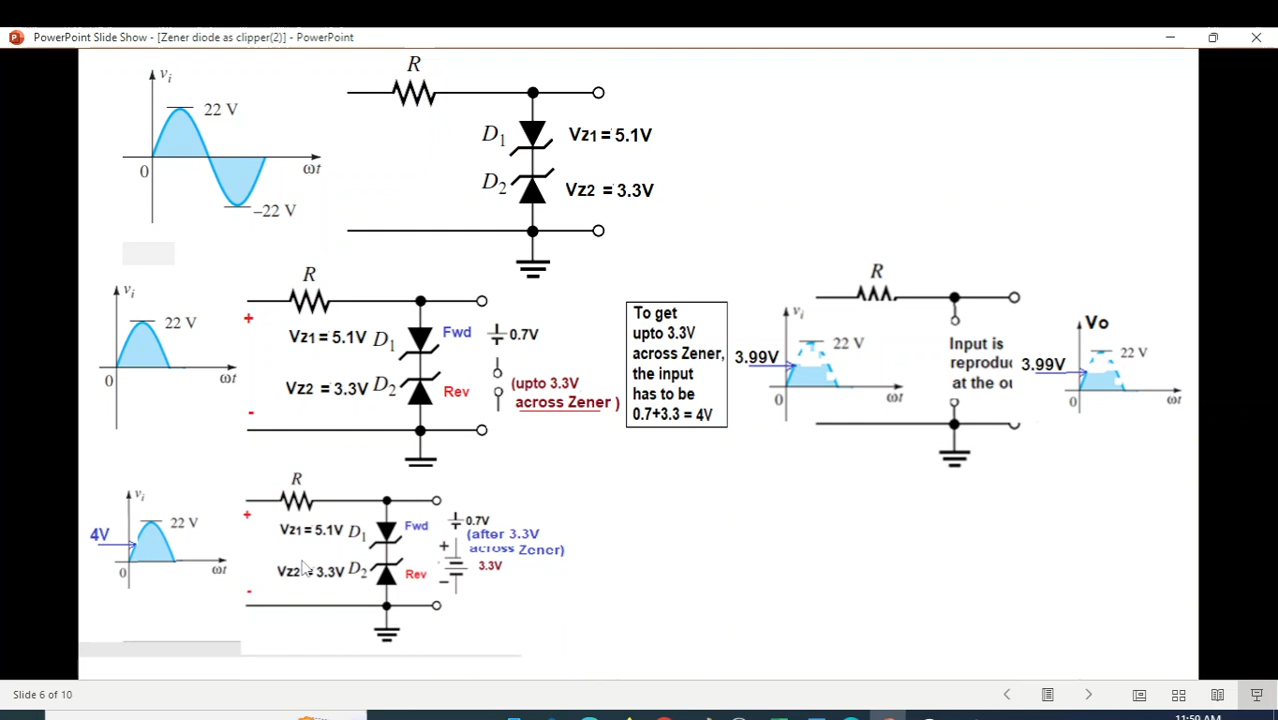 PowerPoint Slide Show - [Zener diode as clipper(2)] - PowerPoint
R
vi
22 V
0
ωt
–22 V
D1
Vz1 = 5.1V
D2
Vz2 = 3.3V
vi
22 V
0
ωt
R
+
Vz1 = 5.1V D1
Fwd
0.7V
Vz2 = 3.3V D2
Rev
(upto 3.3V
across Zener )
-
To get
upto 3.3V
across Zener,
the input
has to be
0.7+3.3 = 4V
vi
22 V
3.99V
0
ωt
R
Input is
reprodu
at the ou
Vo
22 V
3.99V
0
ωt
vi
22 V
4V
0
ωt
R
+
Vz1 = 5.1V D1
Fwd
0.7V
(after 3.3V
across Zener)
Vz2 = 3.3V D2
Rev
+
3.3V
–
-
Slide 6 of 10